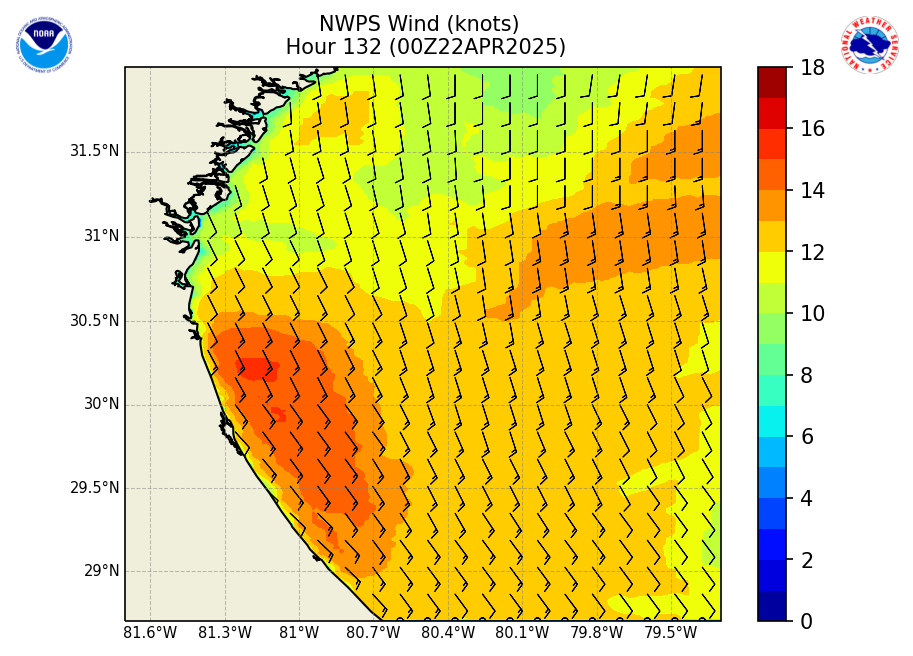 NWPS Wind (knots)
Hour 132 (00Z22APR2025)
NOAA
NATIONAL WEATHER SERVICE
31.5°N
31°N
30.5°N
30°N
29.5°N
29°N
81.6°W 81.3°W 81°W 80.7°W 80.4°W 80.1°W 79.8°W 79.5°W
18
16
14
12
10
8
6
4
2
0